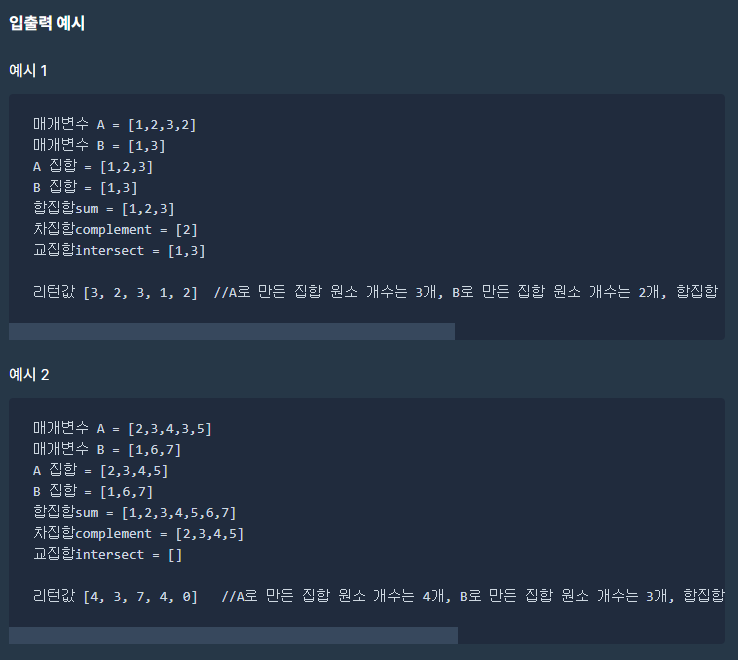 입출력 예시
예시 1
매개변수 A = [1,2,3,2]
매개변수 B = [1,3]
A 집합 = [1,2,3]
B 집합 = [1,3]
합집합sum = [1,2,3]
차집합complement = [2]
교집합intersect = [1,3]
리턴값 [3, 2, 3, 1, 2]  //A로 만든 집합 원소 개수는 3개, B로 만든 집합 원소 개수는 2개, 합집합
예시 2
매개변수 A = [2,3,4,3,5]
매개변수 B = [1,6,7]
A 집합 = [2,3,4,5]
B 집합 = [1,6,7]
합집합sum = [1,2,3,4,5,6,7]
차집합complement = [2,3,4,5]
교집합intersect = []
리턴값 [4, 3, 7, 4, 0]   //A로 만든 집합 원소 개수는 4개, B로 만든 집합 원소 개수는 3개, 합집합